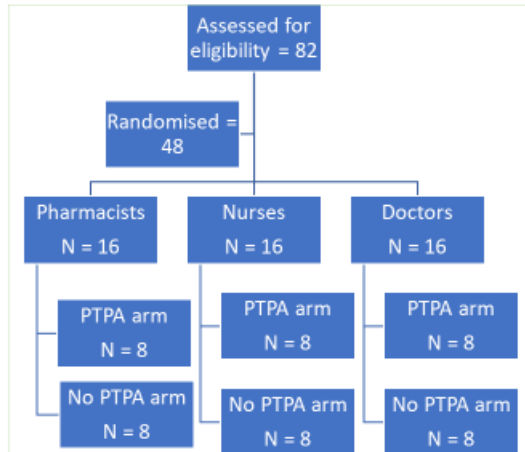 Assessed for
eligibility = 82
Randomised =
48
Pharmacists
N = 16
Nurses
N = 16
Doctors
N = 16
PTPA arm
N = 8
No PTPA arm
N = 8
PTPA arm
N = 8
No PTPA arm
N = 8
PTPA arm
N = 8
No PTPA arm
N = 8